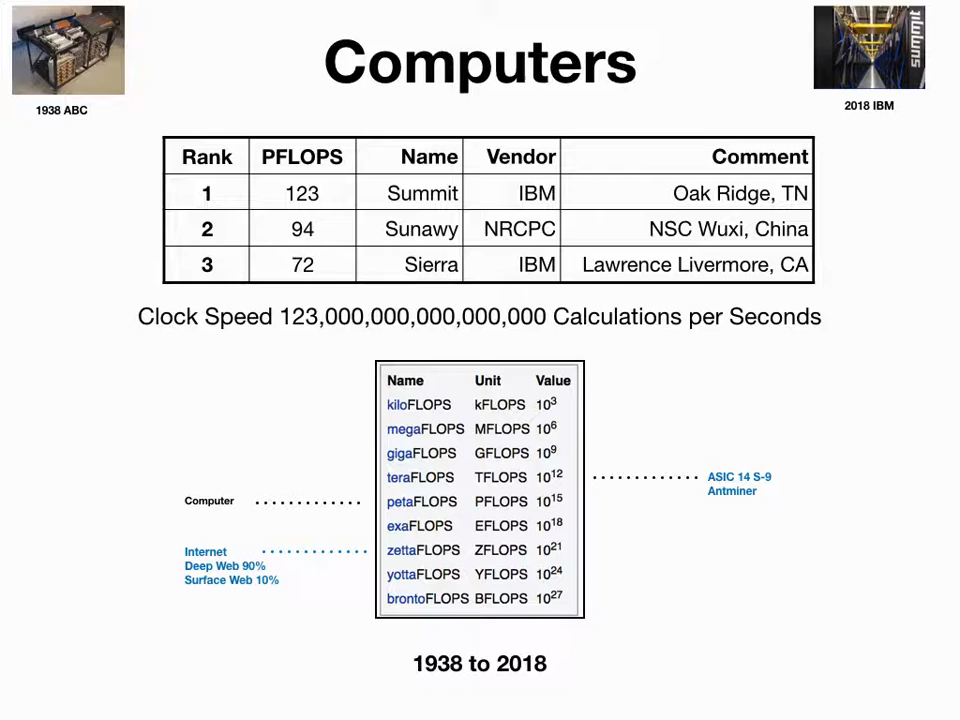 Computers
1938 ABC
2018 IBM
summit
Rank PFLOPS Name Vendor Comment
1 123 Summit IBM Oak Ridge, TN
2 94 Sunawy NRCPC NSC Wuxi, China
3 72 Sierra IBM Lawrence Livermore, CA
Clock Speed 123,000,000,000,000,000 Calculations per Seconds
Name Unit Value
kiloFLOPS kFLOPS 10³
megaFLOPS MFLOPS 10⁶
gigaFLOPS GFLOPS 10⁹
teraFLOPS TFLOPS 10¹²
petaFLOPS PFLOPS 10¹⁵
exaFLOPS EFLOPS 10¹⁸
zettaFLOPS ZFLOPS 10²¹
yottaFLOPS YFLOPS 10²⁴
brontoFLOPS BFLOPS 10²⁷
ASIC 14 S-9
Antminer
Computer
Internet
Deep Web 90%
Surface Web 10%
1938 to 2018